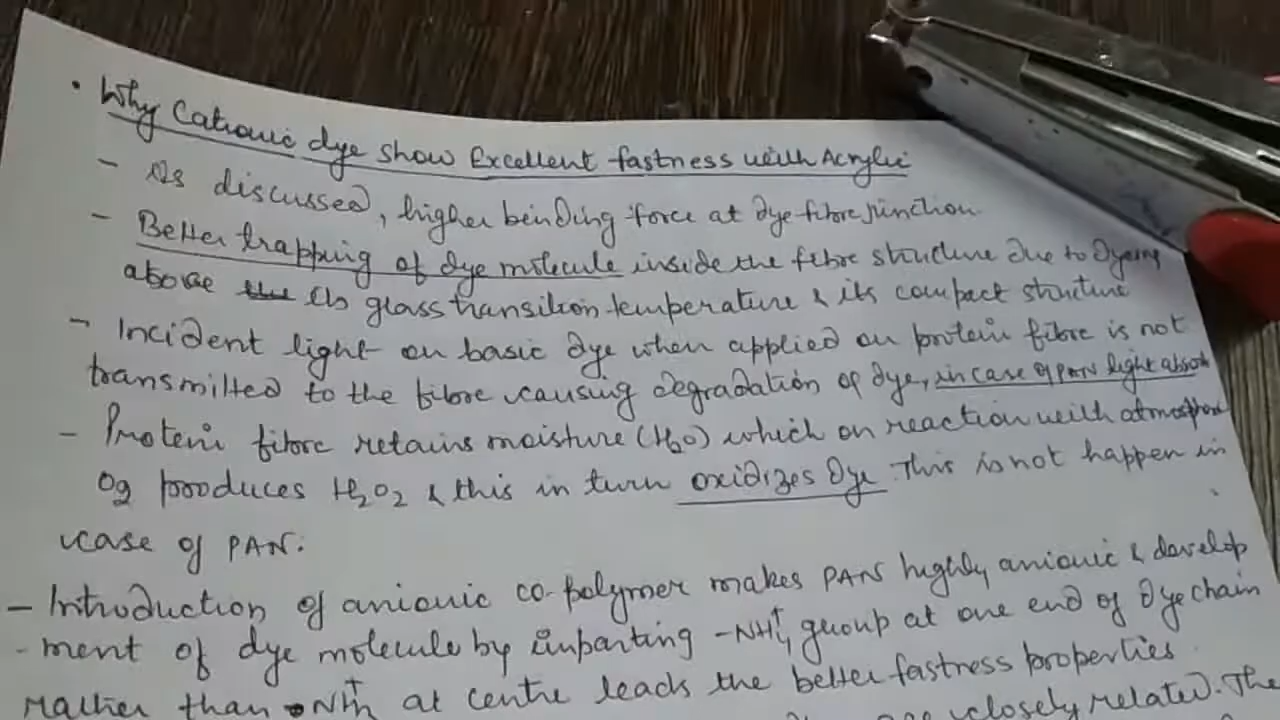 • Why Cationic dye show Excellent fastness with Acrylic
- As discussed, higher beinding force at dye-fibre junction.
- Better trapping of dye molecule inside the fibre structure due to Dyeing
above its glass transition temperature & its compact structure
- Incident light on basic dye when applied on protein fibre is not
transmitted to the fibre causing degradation of dye, in case of PAN light absorb
- Protein fibre retains moisture (H2O) which on reaction with atmosphere
O2 produces H2O2 & this in turn oxidizes Dye. This is not happen in
case of PAN.
- Introduction of anionic co-polymer makes PAN highly anionic & develop
-ment of dye molecule by imparting -NH4+ group at one end of Dye chain
rather than at centre leads the better fastness properties.
closely related. The